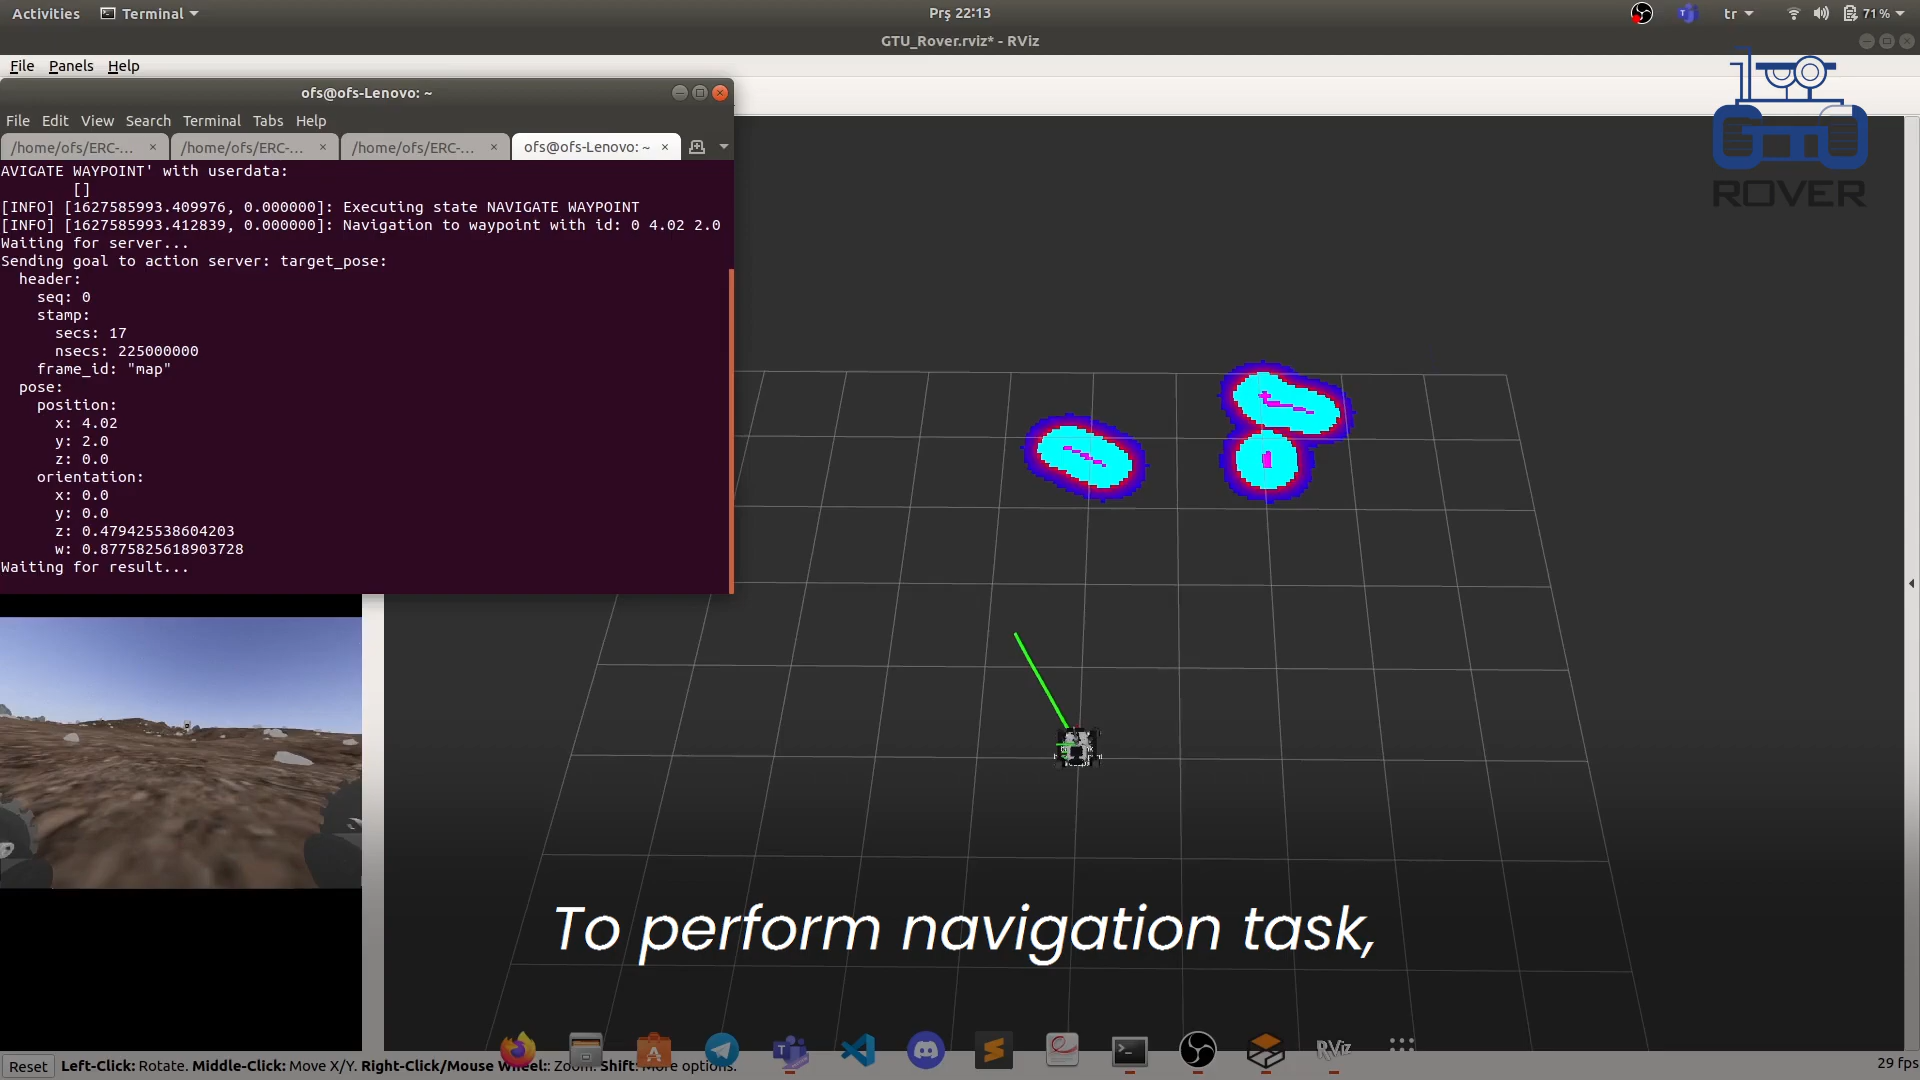 Activities
Terminal
Prş 22:13
tr
71%
GTU_Rover.rviz* - RViz
File Panels Help
ofs@ofs-Lenovo: ~
File Edit View Search Terminal Tabs Help
/home/ofs/ERC-...
/home/ofs/ERC-...
/home/ofs/ERC-...
ofs@ofs-Lenovo: ~
AVIGATE WAYPOINT' with userdata:
[]
[INFO] [1627585993.409976, 0.000000]: Executing state NAVIGATE WAYPOINT
[INFO] [1627585993.412839, 0.000000]: Navigation to waypoint with id: 0 4.02 2.0
Waiting for server...
Sending goal to action server: target_pose:
header:
seq: 0
stamp:
secs: 17
nsecs: 225000000
frame_id: "map"
pose:
position:
x: 4.02
y: 2.0
z: 0.0
orientation:
x: 0.0
y: 0.0
z: 0.479425538604203
w: 0.8775825618903728
Waiting for result...
GTU
ROVER
To perform navigation task,
RViz
Reset
Left-Click: Rotate. Middle-Click: Move X/Y. Right-Click/Mouse Wheel:: Zoom. Shift: More options.
29 fps